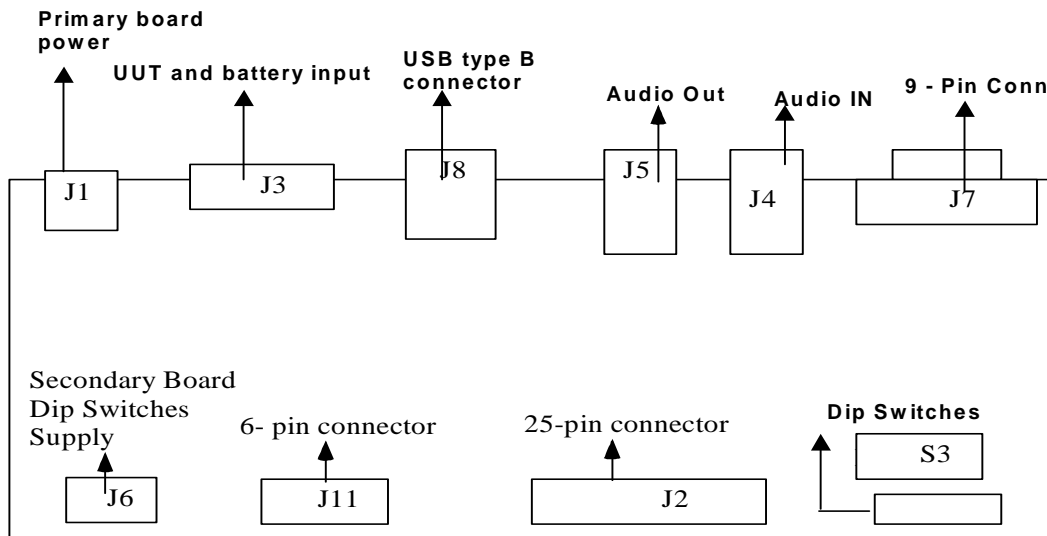 Primary board
power
UUT and battery input
USB type B
connector
Audio Out
Audio IN
9 - Pin Conn
J1
J3
J8
J5
J4
J7
Secondary Board
Dip Switches
Supply
6- pin connector
25-pin connector
Dip Switches
J6
J11
J2
S3